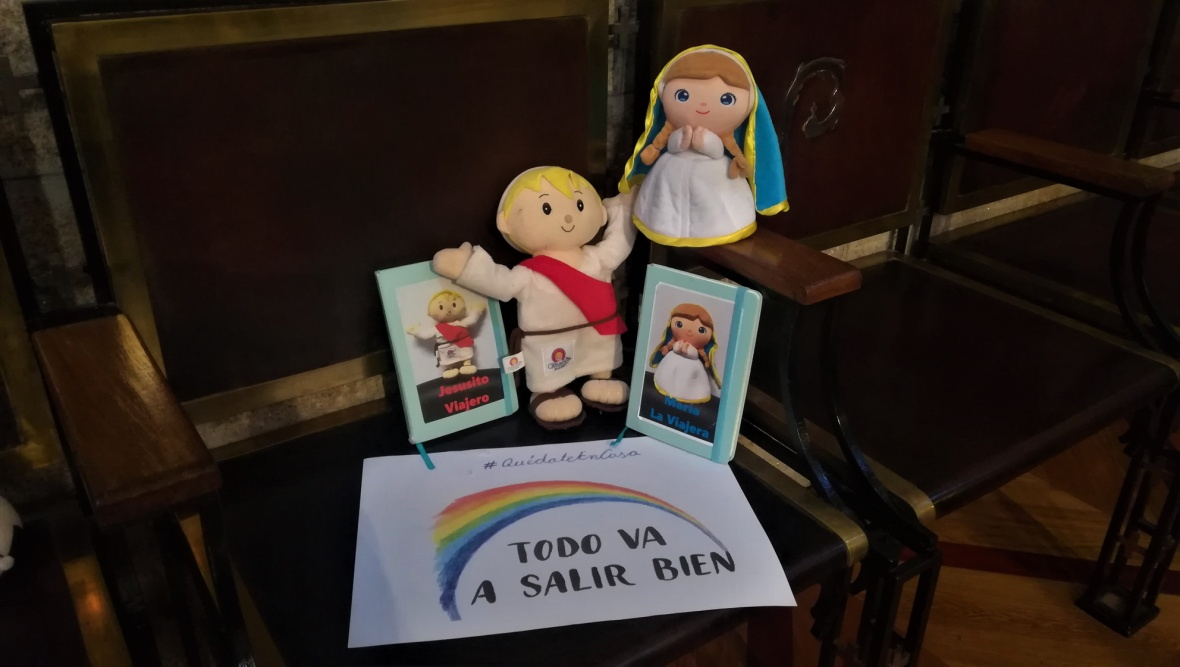 Jesusito
Viajero
María
La Viajera
#QuédateEnCasa
TODO VA
A SALIR BIEN